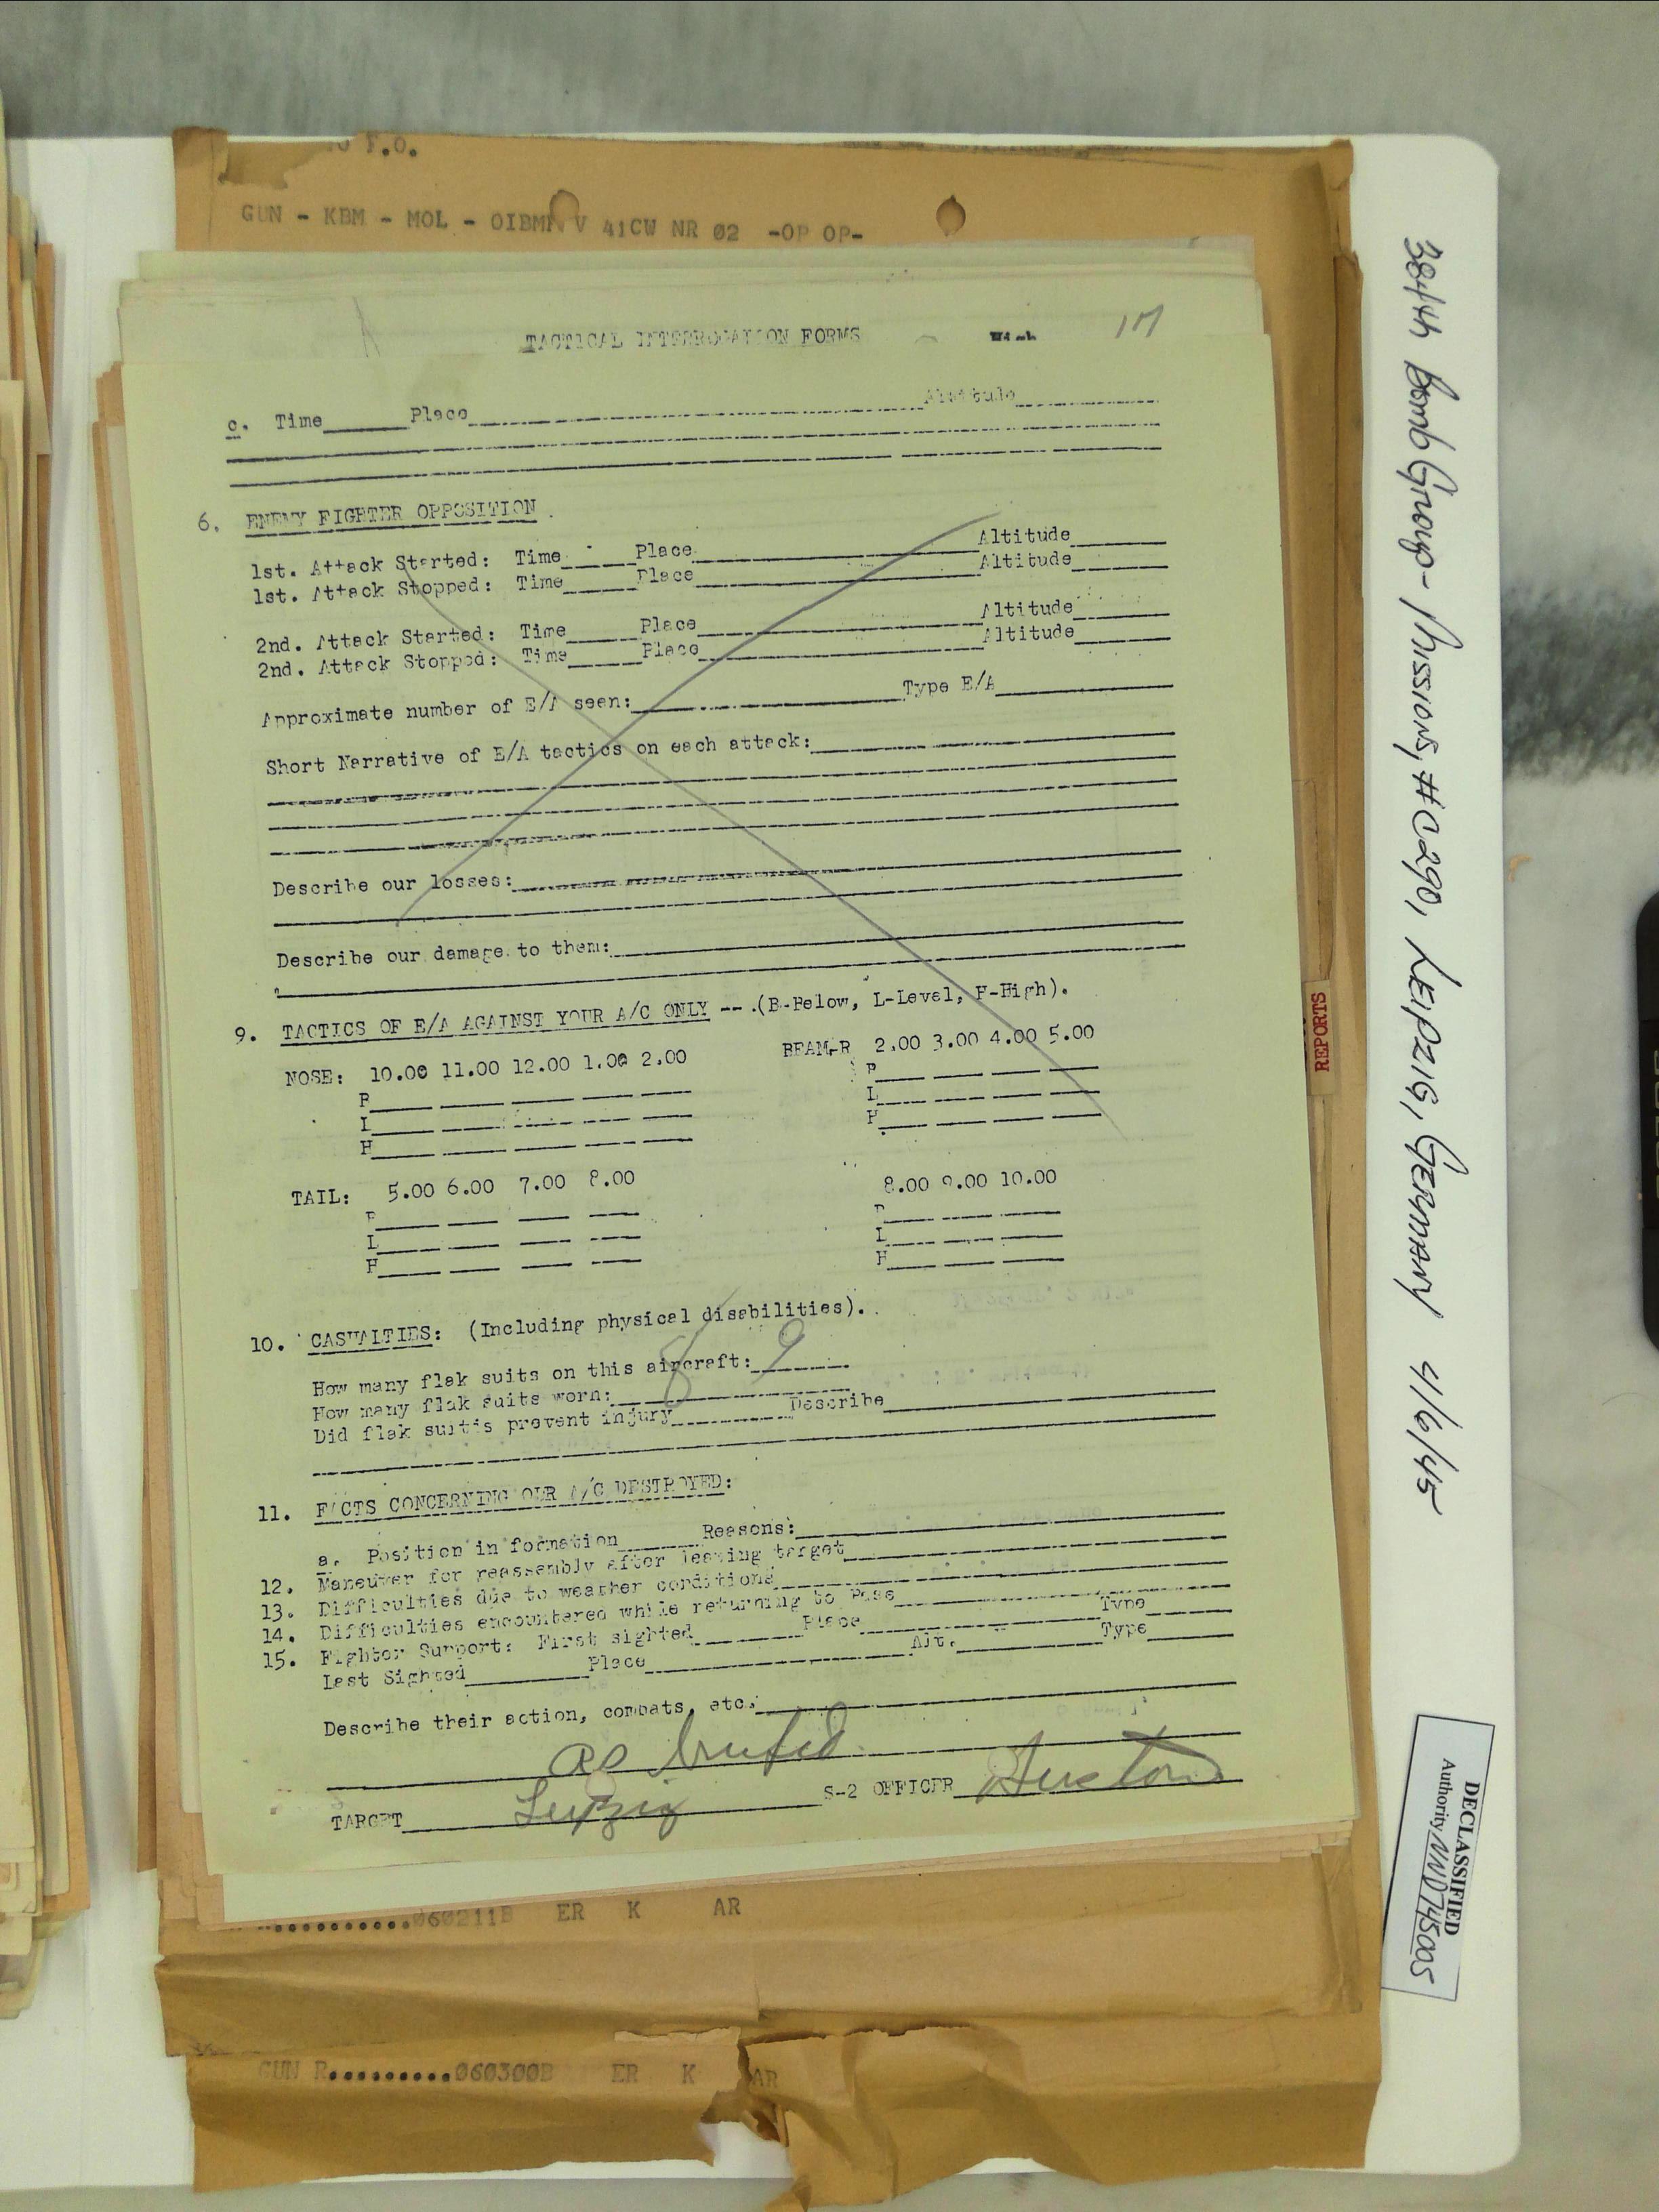 F.O.
GUN - KBM - MOL - OIBMP V 41CW NR 02 -OP OP-
TACTICAL INTERROGATION FORMS High 17
c. Time Place Altitude
6. ENEMY FIGHTER OPPOSITION
1st. Attack Started: Time Place Altitude
1st. Attack Stopped: Time Place Altitude
2nd. Attack Started: Time Place Altitude
2nd. Attack Stopped: Time Place Altitude
Approximate number of E/A seen: Type E/A
Short Narrative of E/A tactics on each attack:
Describe our losses:
Describe our damage to them:
9. TACTICS OF E/A AGAINST YOUR A/C ONLY -- (B-Below, L-Level, H-High).
NOSE: 10.00 11.00 12.00 1.00 2.00 BEAM-R 2.00 3.00 4.00 5.00
B B
L L
H H
TAIL: 5.00 6.00 7.00 8.00 8.00 9.00 10.00
B B
L L
H H
10. CASUALTIES: (Including physical disabilities).
How many flak suits on this aircraft: 9
How many flak suits worn: 8
Did flak suits prevent injury Describe
11. FACTS CONCERNING OUR A/C DESTROYED:
a. Position in formation Reasons:
12. Maneuver for reassembly after leaving target
13. Difficulties due to weather conditions
14. Difficulties encountered while returning to Base
15. Fighter Support: First sighted Place Type
Last Sighted Place Alt. Type
Describe their action, combats, etc.
as briefed
TARGET Leipzig S-2 OFFICER
060211B ER K AR
GUN R..........060300B ER K AR
REPORTS
384th Bomb Group - Missions, #0290, LEIPZIG, GERMANY 4/6/45
DECLASSIFIED
Authority NND745005